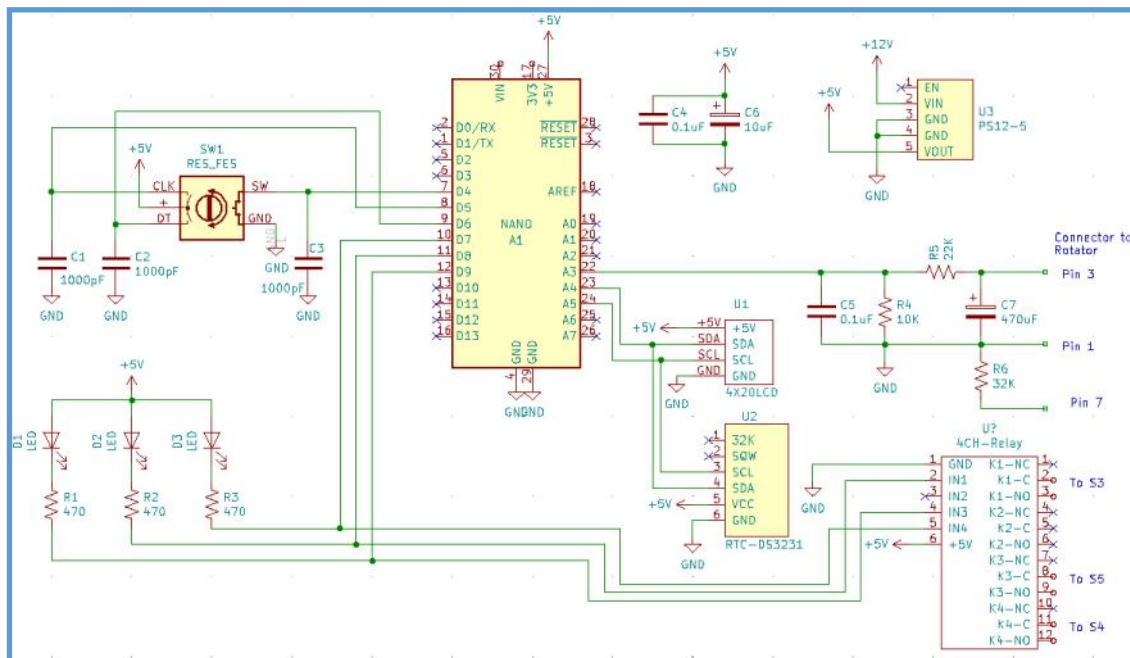 +5V
30
17
27
VIN
3V3
+5V
2
D0/RX
1
D1/TX
5
D2
6
D3
7
D4
8
D5
9
D6
10
D7
11
D8
12
D9
13
D10
14
D11
15
D12
16
D13
NANO
A1
RESET
28
RESET
3
AREF
18
A0
19
A1
20
A2
21
A3
22
A4
23
A5
24
A6
25
A7
26
GND
GND
4
29
GND
GND
+5V
SW1
RES_FES
CLK
+
DT
SW
GND
GND
C1
1000pF
C2
1000pF
C3
1000pF
GND
GND
GND
+5V
C4
0.1uF
C6
10uF
GND
+12V
+5V
1
EN
2
VIN
3
GND
4
GND
5
VOUT
U3
PS12-5
GND
Connector to
Rotator
R5
22K
Pin 3
C5
0.1uF
R4
10K
C7
470uF
Pin 1
GND
R6
32K
Pin 7
U1
+5V
+5V
+5V
SDA
SDA
SCL
SCL
GND
GND
GND
4X20LCD
U2
1
32K
2
SQW
3
SCL
4
SDA
+5V
5
VCC
6
GND
RTC-DS3231
GND
+5V
D1
LED
D2
LED
D3
LED
R1
470
R2
470
R3
470
U?
4CH-Relay
1
GND
2
IN1
3
IN2
4
IN3
5
IN4
+5V
6
+5V
GND
K1-NC
1
K1-C
2
K1-NO
3
K2-NC
4
K2-C
5
K2-NO
6
K3-NC
7
K3-C
8
K3-NO
9
K4-NC
10
K4-C
11
K4-NO
12
To S3
To S5
To S4